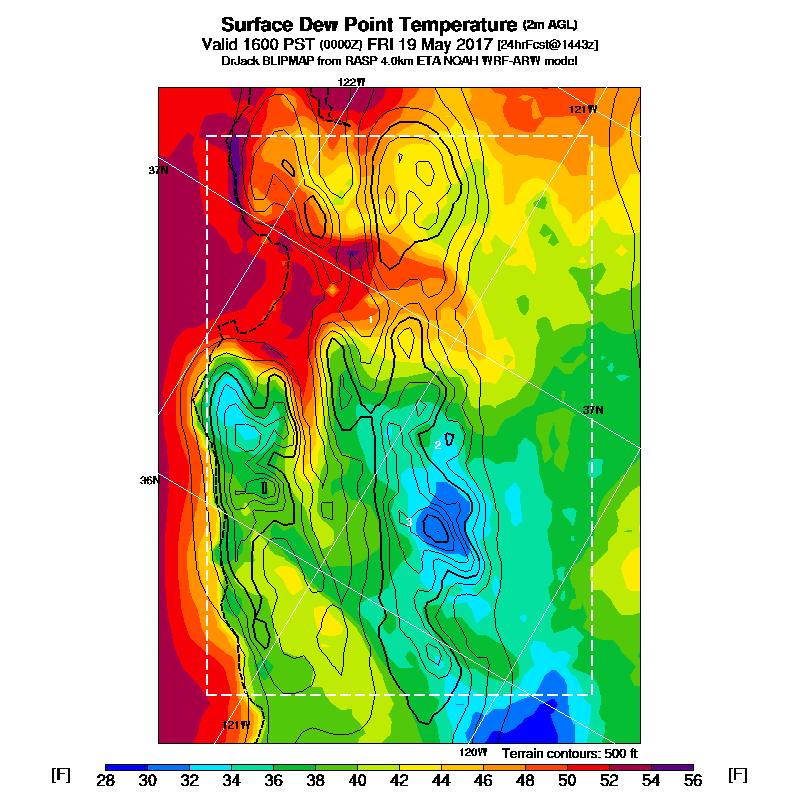 Surface Dew Point Temperature (2m AGL)
Valid 1600 PST (0000Z) FRI 19 May 2017 [24hrFcst@1443z]
DrJack BLIPMAP from RASP 4.0km ETA NOAH WRF-ARW model
122W
121W
37N
1
37N
2
36N
3
121W
120W
Terrain contours: 500 ft
[F] 28 30 32 34 36 38 40 42 44 46 48 50 52 54 56 [F]